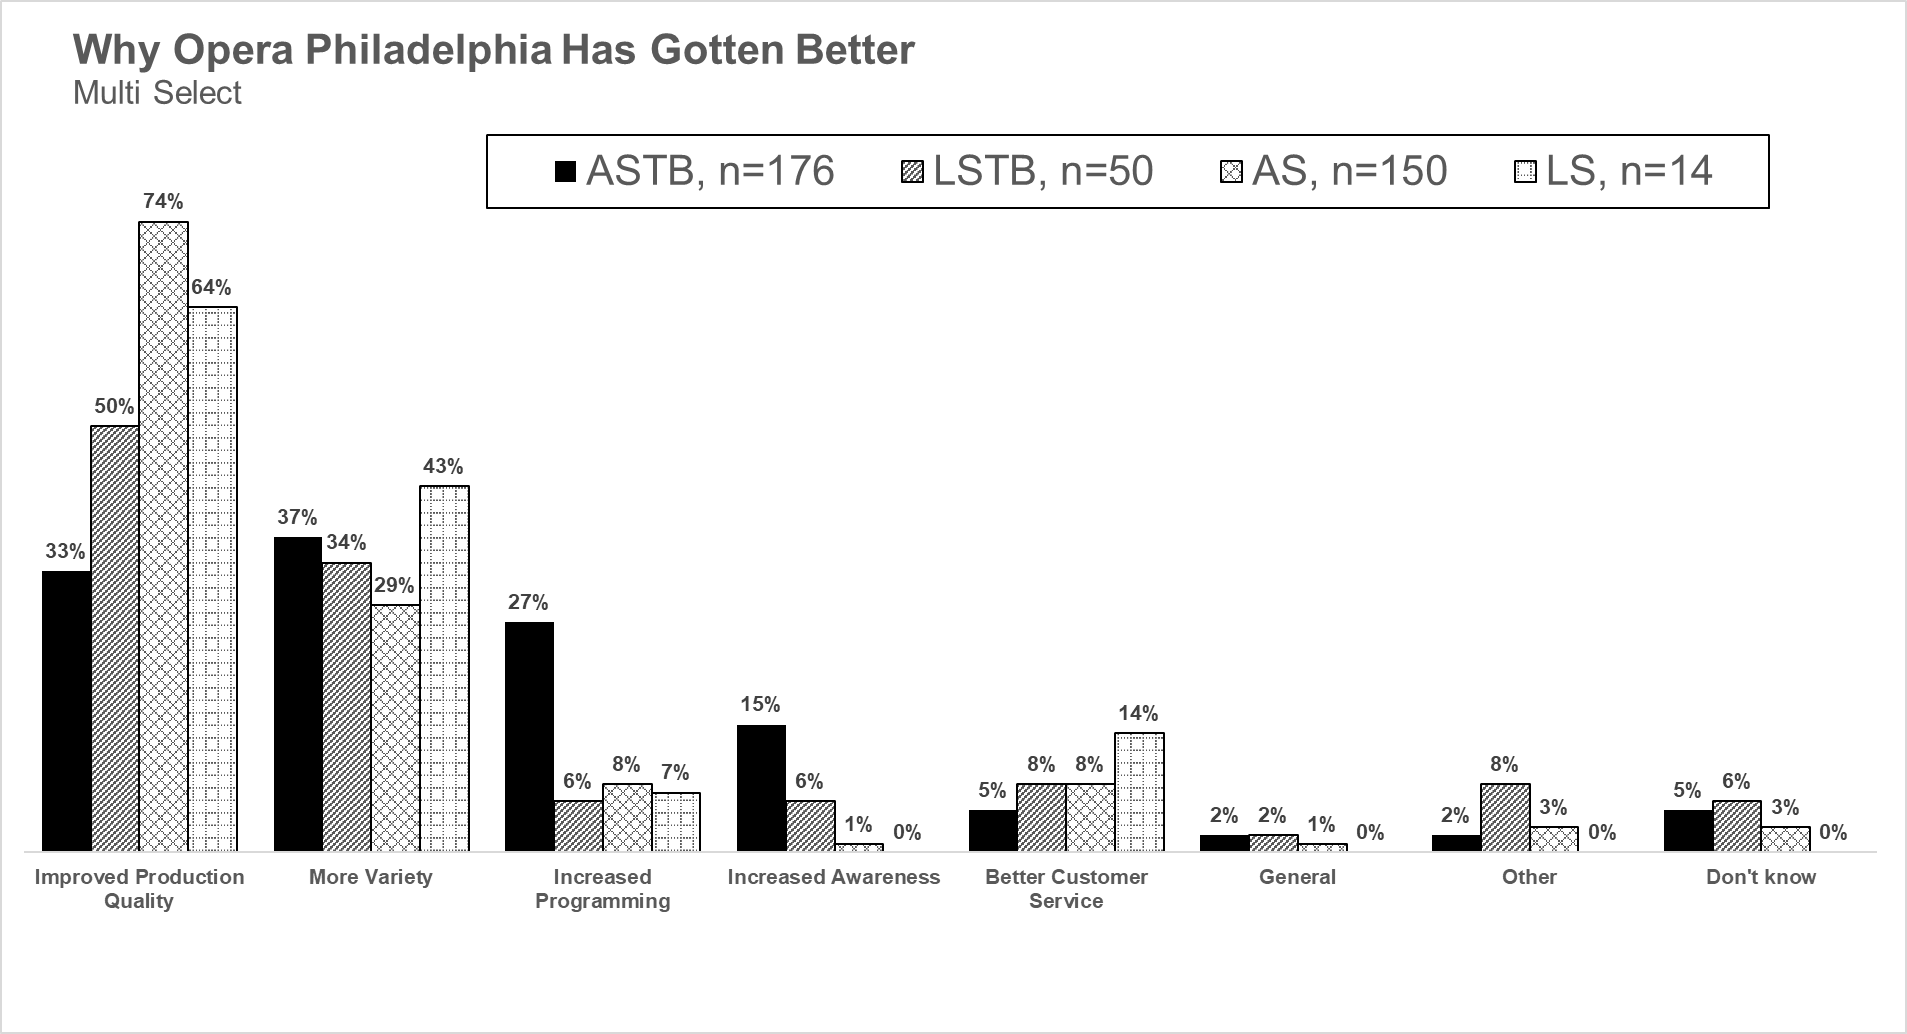 Why Opera Philadelphia Has Gotten Better
Multi Select
ASTB, n=176 LSTB, n=50 AS, n=150 LS, n=14
33% 50% 74% 64%
37% 34% 29% 43%
27% 6% 8% 7%
15% 6% 1% 0%
5% 8% 8% 14%
2% 2% 1% 0%
2% 8% 3% 0%
5% 6% 3% 0%
Improved Production
Quality
More Variety
Increased
Programming
Increased Awareness
Better Customer
Service
General
Other
Don't know